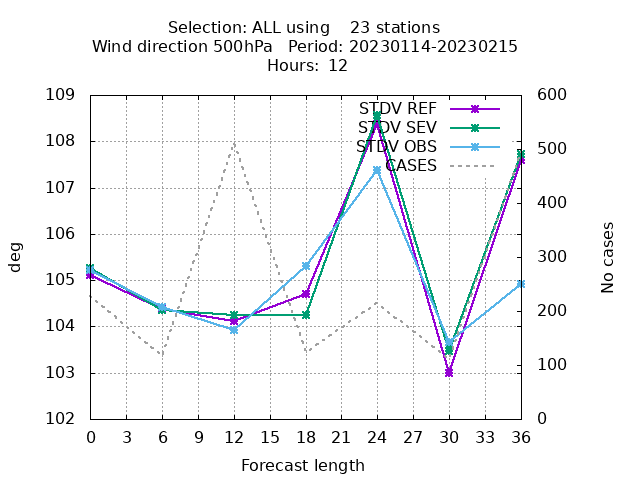 Selection: ALL using    23 stations
Wind direction 500hPa   Period: 20230114-20230215
Hours: 12
109
108
107
106
105
104
103
102
deg
600
500
400
300
200
100
0
No cases
STDV REF
STDV SEV
STDV OBS
CASES
0 3 6 9 12 15 18 21 24 27 30 33 36
Forecast length